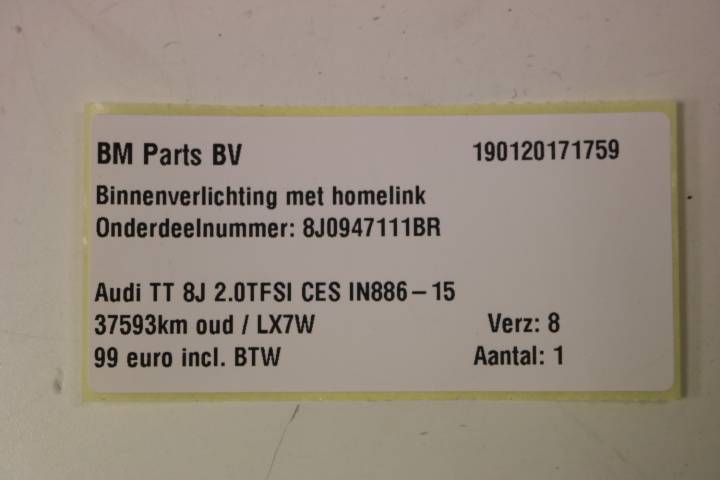 BM Parts BV 190120171759
Binnenverlichting met homelink
Onderdeelnummer: 8J0947111BR
Audi TT 8J 2.0TFSI CES IN886-15
37593km oud / LX7W Verz: 8
99 euro incl. BTW Aantal: 1